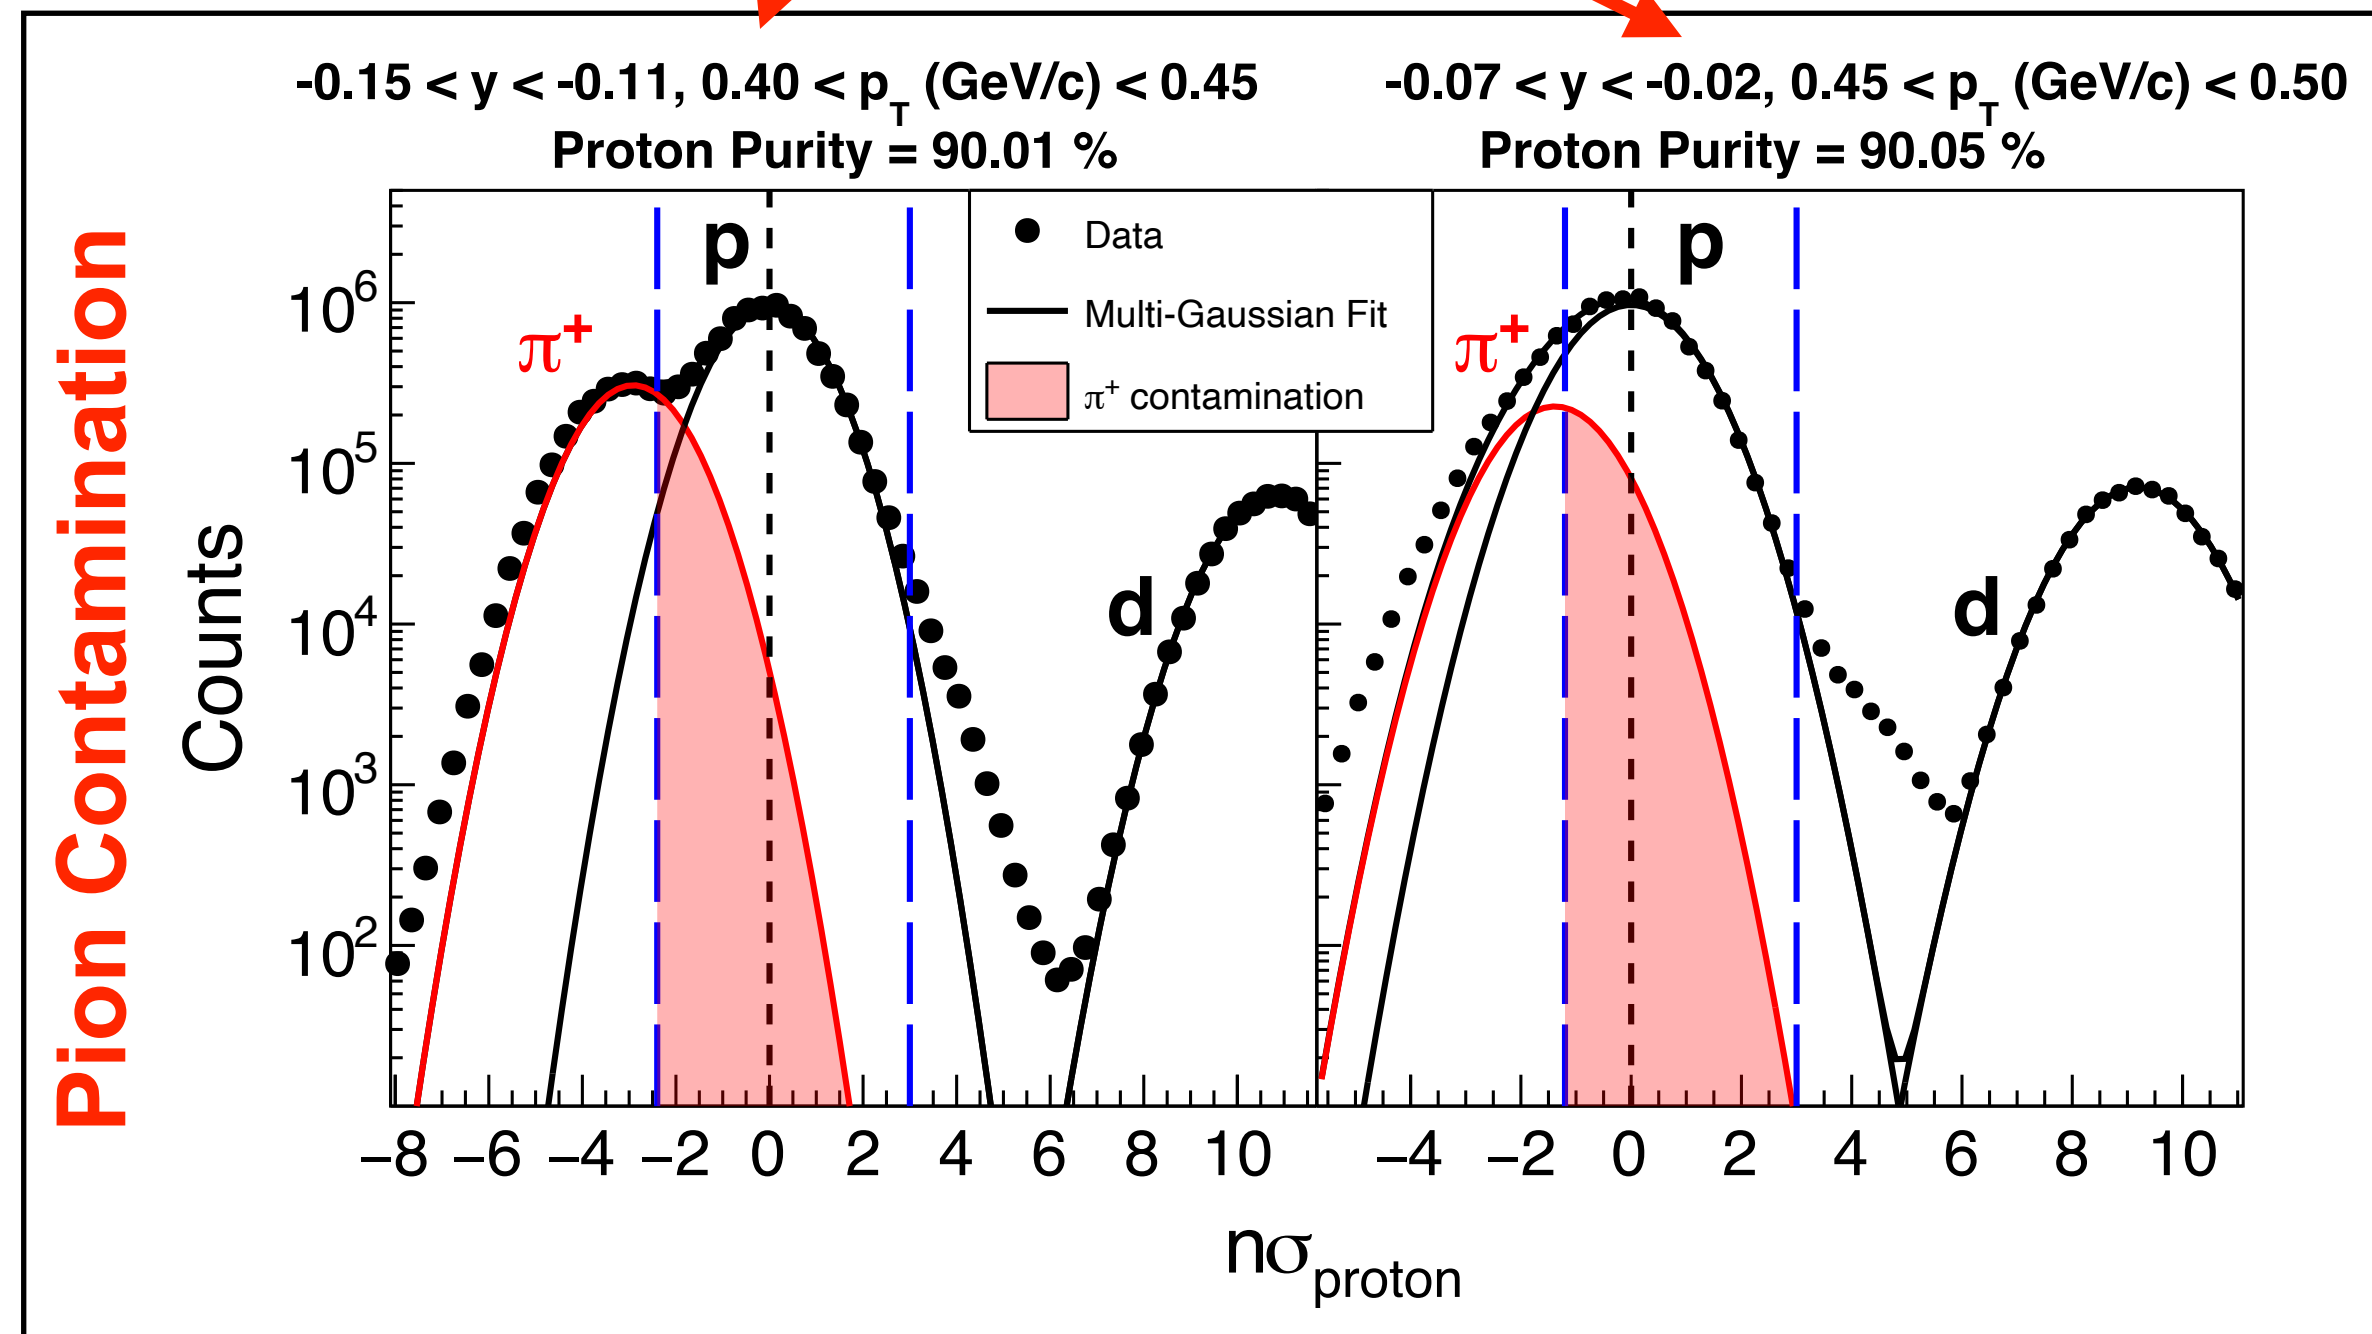 -0.15 < y < -0.11, 0.40 < p_T (GeV/c) < 0.45
Proton Purity = 90.01 %
-0.07 < y < -0.02, 0.45 < p_T (GeV/c) < 0.50
Proton Purity = 90.05 %
Pion Contamination
Counts
10^6
10^5
10^4
10^3
10^2
π^+
p
d
Data
Multi-Gaussian Fit
π^+ contamination
π^+
p
d
−8 −6 −4 −2 0 2 4 6 8 10
−4 −2 0 2 4 6 8 10
nσ_proton